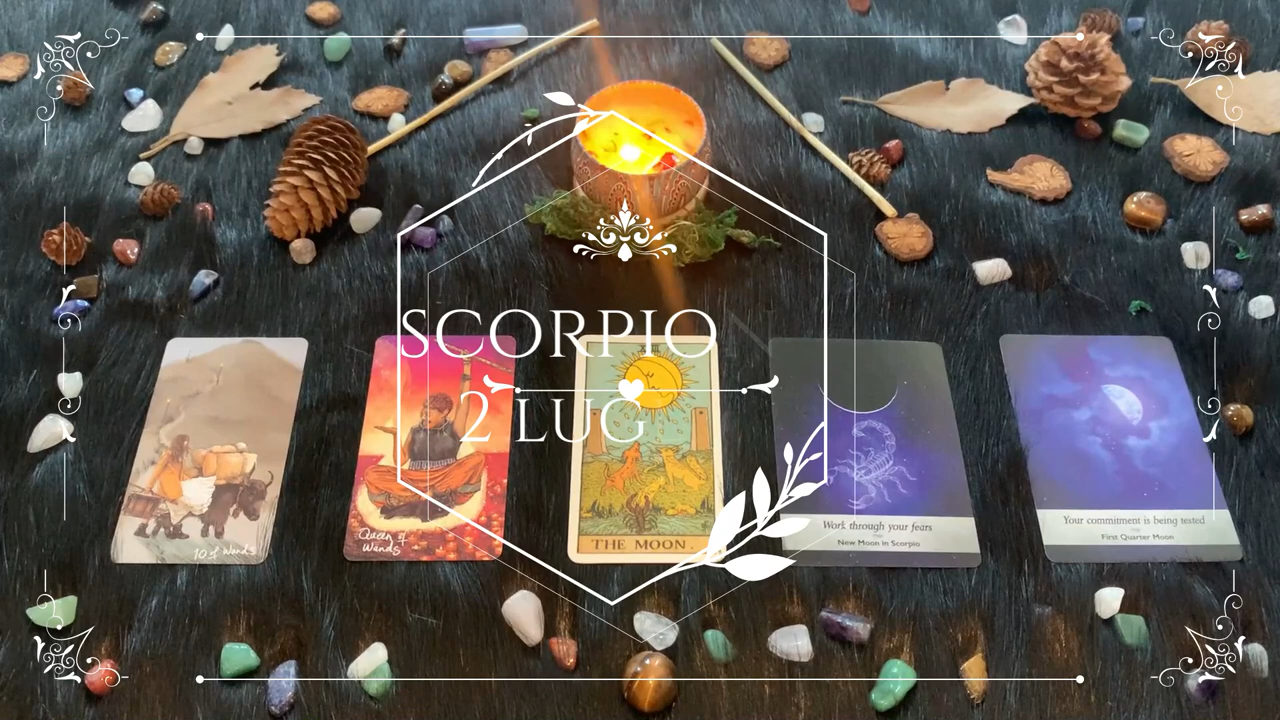 SCORPIO
2 LUG
10 of Wands
Queen of
Wands
THE MOON.
Work through your fears
New Moon in Scorpio
Your commitment is being tested
First Quarter Moon